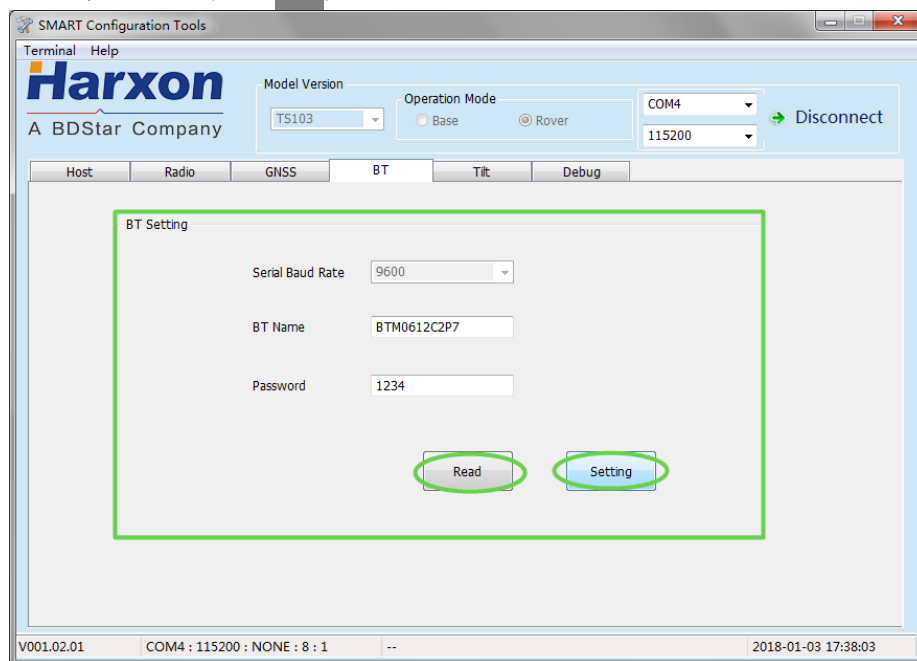 SMART Configuration Tools
Terminal Help
Harxon
A BDStar Company
Model Version
TS103
Operation Mode
Base Rover
COM4
115200
Disconnect
Host Radio GNSS BT Tilt Debug
BT Setting
Serial Baud Rate 9600
BT Name BTM0612C2P7
Password 1234
Read Setting
V001.02.01 COM4 : 115200 : NONE : 8 : 1 -- 2018-01-03 17:38:03